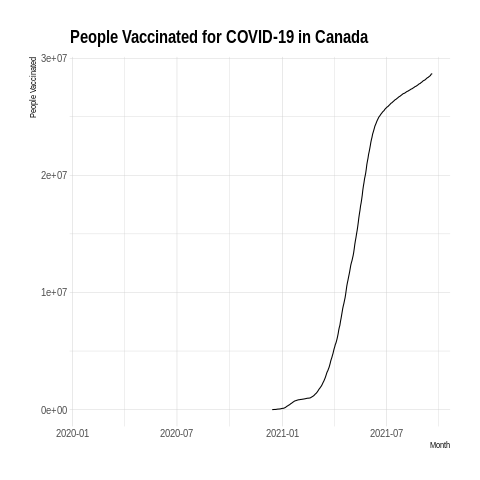 People Vaccinated for COVID-19 in Canada
People Vaccinated
3e+07
2e+07
1e+07
0e+00
2020-01 2020-07 2021-01 2021-07
Month